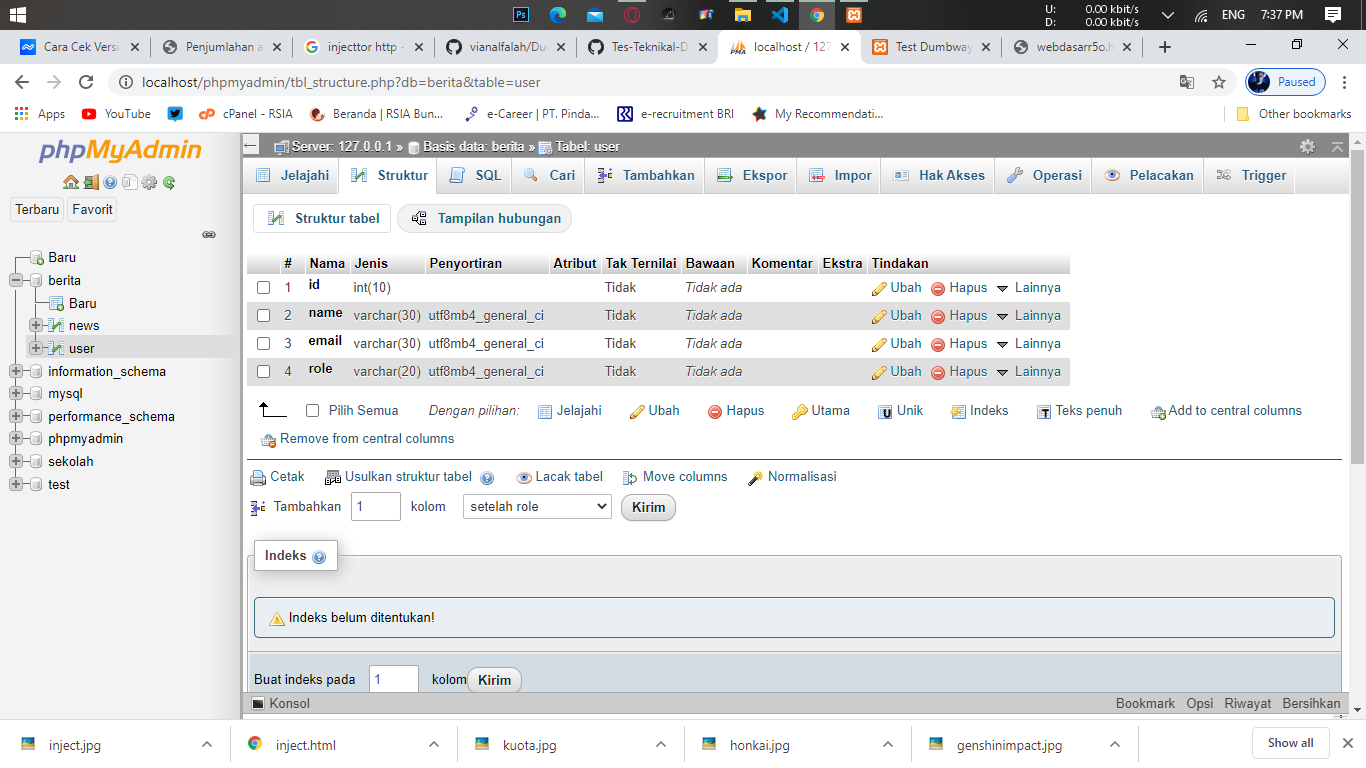 U: 0.00 kbit/s
D: 0.00 kbit/s
ENG 7:37 PM
Cara Cek Versi
Penjumlahan a
injecttor http -
vianalfalah/Du
Tes-Teknikal-D
localhost / 127
Test Dumbway
webdasarr5o.h
localhost/phpmyadmin/tbl_structure.php?db=berita&table=user
Paused
Apps YouTube cPanel - RSIA Beranda | RSIA Bun... e-Career | PT. Pinda... e-recruitment BRI My Recommendati... Other bookmarks
phpMyAdmin
Terbaru Favorit
Baru
berita
Baru
news
user
information_schema
mysql
performance_schema
phpmyadmin
sekolah
test
Server: 127.0.0.1 » Basis data: berita » Tabel: user
Jelajahi Struktur SQL Cari Tambahkan Ekspor Impor Hak Akses Operasi Pelacakan Trigger
Struktur tabel Tampilan hubungan
# Nama Jenis Penyortiran Atribut Tak Ternilai Bawaan Komentar Ekstra Tindakan
1 id int(10) Tidak Tidak ada Ubah Hapus Lainnya
2 name varchar(30) utf8mb4_general_ci Tidak Tidak ada Ubah Hapus Lainnya
3 email varchar(30) utf8mb4_general_ci Tidak Tidak ada Ubah Hapus Lainnya
4 role varchar(20) utf8mb4_general_ci Tidak Tidak ada Ubah Hapus Lainnya
Pilih Semua Dengan pilihan: Jelajahi Ubah Hapus Utama Unik Indeks Teks penuh Add to central columns
Remove from central columns
Cetak Usulkan struktur tabel Lacak tabel Move columns Normalisasi
Tambahkan 1 kolom setelah role Kirim
Indeks
Indeks belum ditentukan!
Buat indeks pada 1 kolom Kirim
Konsol Bookmark Opsi Riwayat Bersihkan
inject.jpg inject.html kuota.jpg honkai.jpg genshinimpact.jpg Show all